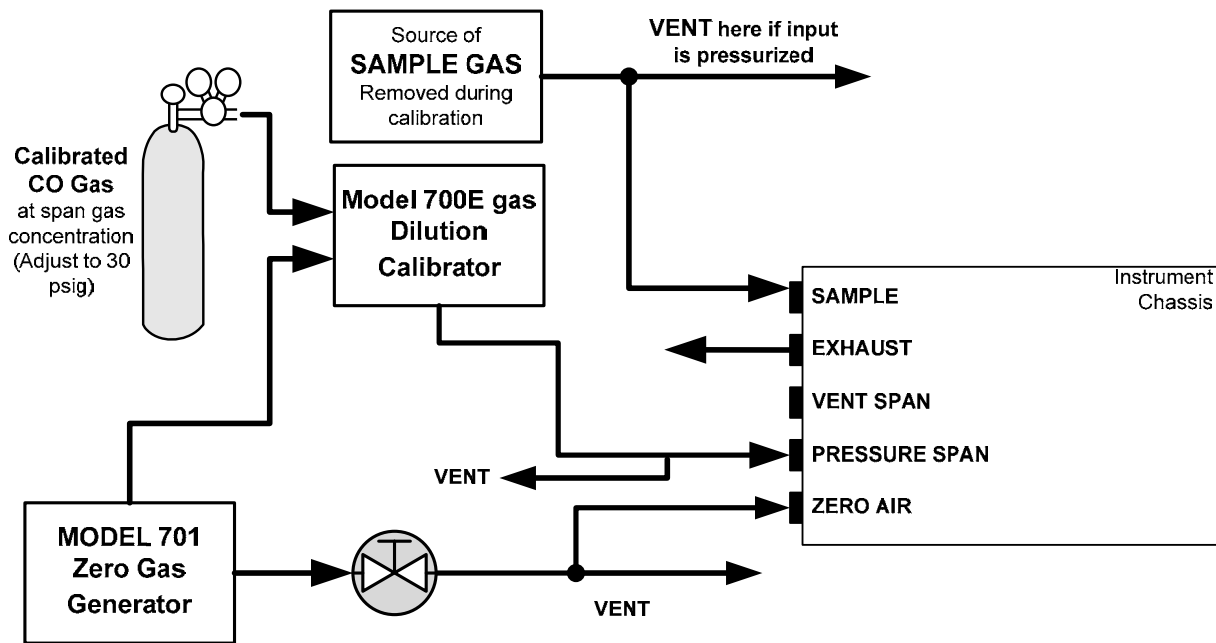 Source of
SAMPLE GAS
Removed during
calibration
VENT here if input
is pressurized
Calibrated
CO Gas
at span gas
concentration
(Adjust to 30
psig)
Model 700E gas
Dilution
Calibrator
Instrument
Chassis
SAMPLE
EXHAUST
VENT SPAN
PRESSURE SPAN
ZERO AIR
VENT
MODEL 701
Zero Gas
Generator
VENT